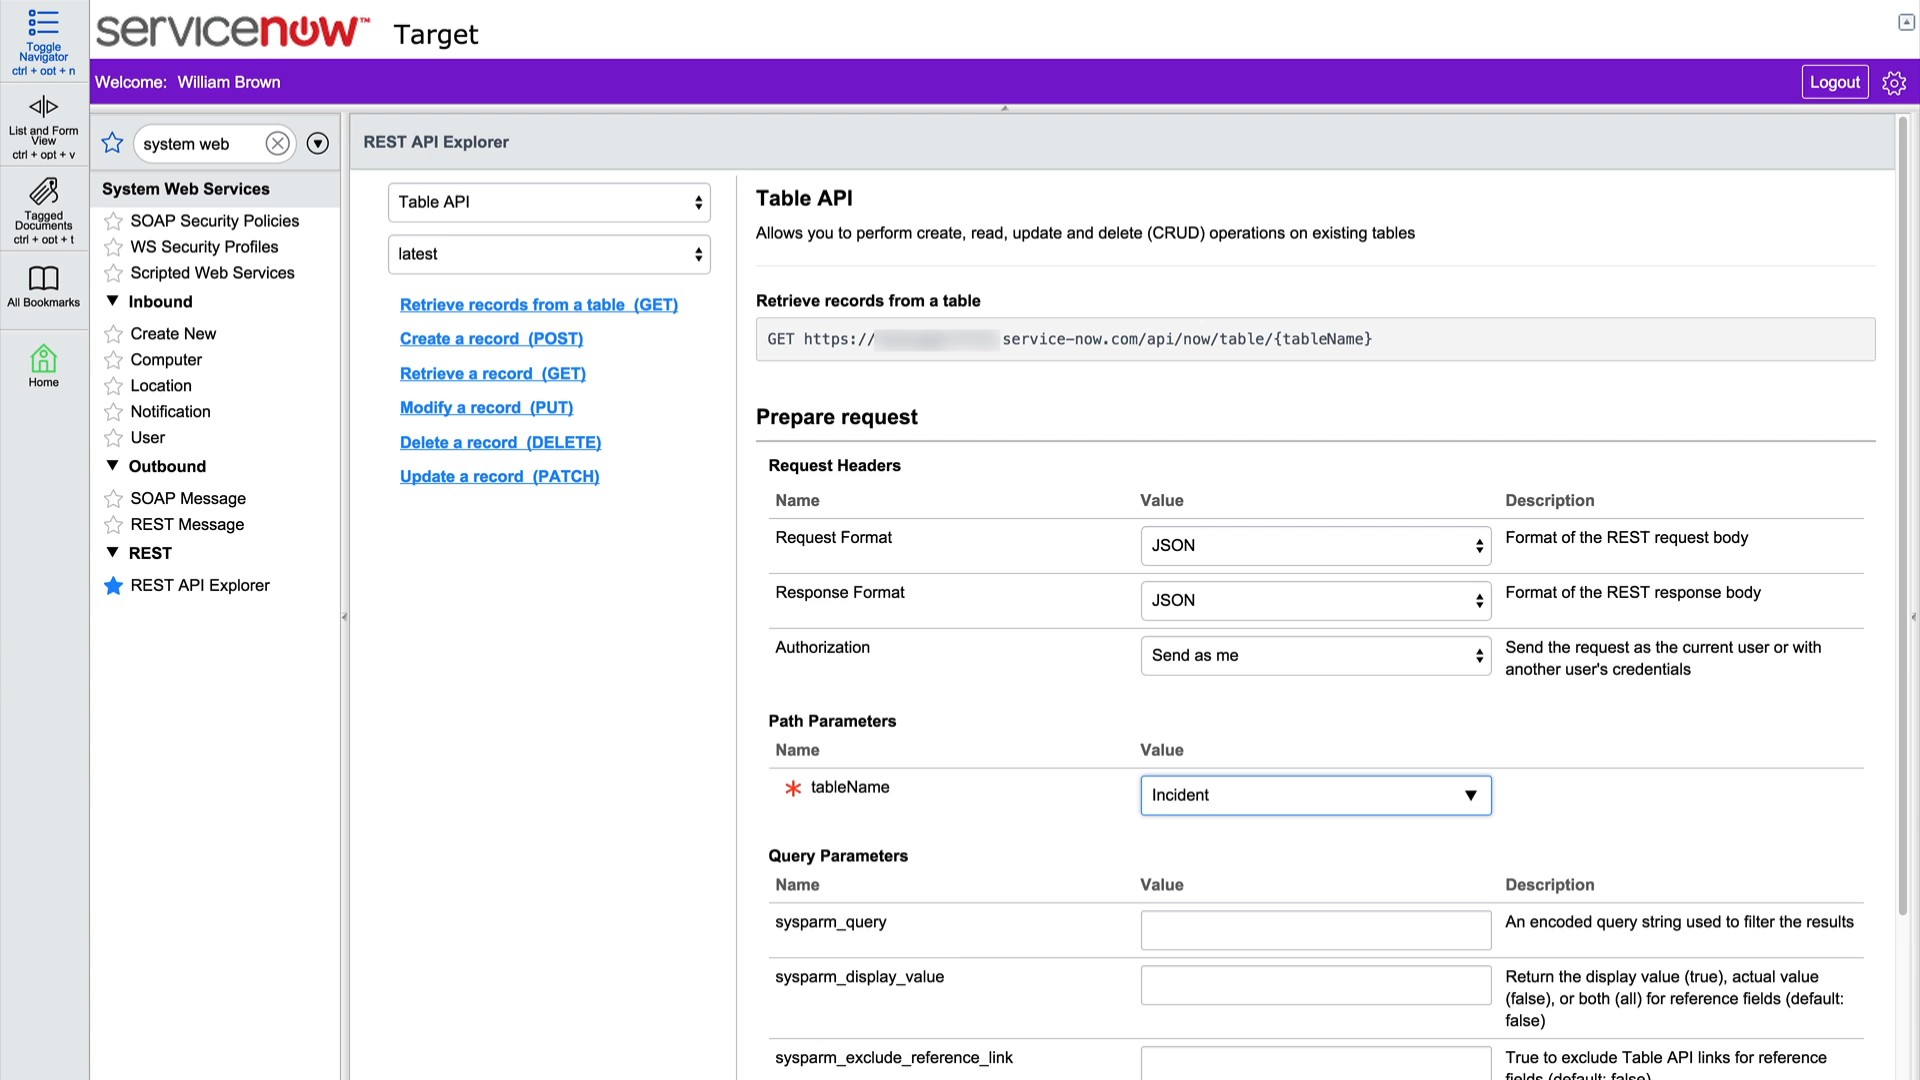 Toggle
Navigator
ctrl + opt + n
List and Form
View
ctrl + opt + v
Tagged
Documents
ctrl + opt + t
All Bookmarks
Home
servicenow™ Target
Welcome: William Brown
Logout
system web
System Web Services
SOAP Security Policies
WS Security Profiles
Scripted Web Services
Inbound
Create New
Computer
Location
Notification
User
Outbound
SOAP Message
REST Message
REST
REST API Explorer
REST API Explorer
Table API
latest
Retrieve records from a table (GET)
Create a record (POST)
Retrieve a record (GET)
Modify a record (PUT)
Delete a record (DELETE)
Update a record (PATCH)
Table API
Allows you to perform create, read, update and delete (CRUD) operations on existing tables
Retrieve records from a table
GET https:// service-now.com/api/now/table/{tableName}
Prepare request
Request Headers
Name Value Description
Request Format JSON Format of the REST request body
Response Format JSON Format of the REST response body
Authorization Send as me Send the request as the current user or with
another user's credentials
Path Parameters
Name Value
* tableName Incident
Query Parameters
Name Value Description
sysparm_query An encoded query string used to filter the results
sysparm_display_value Return the display value (true), actual value
(false), or both (all) for reference fields (default:
false)
sysparm_exclude_reference_link True to exclude Table API links for reference
fields (default: false)